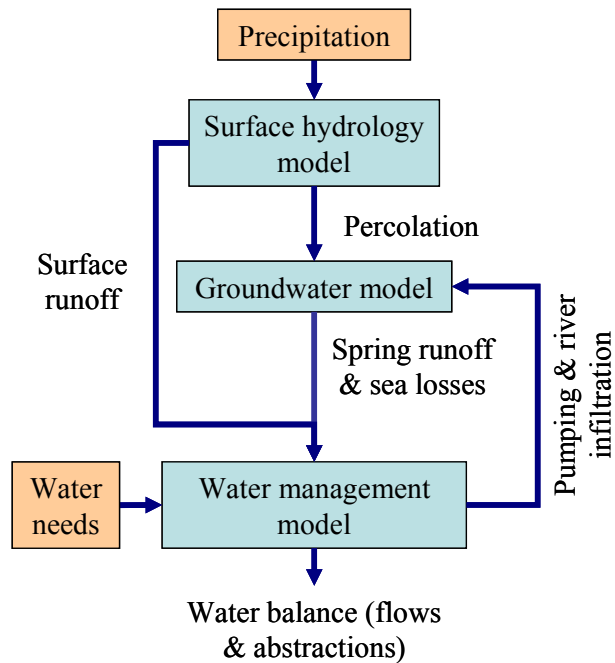 Precipitation
Surface hydrology
model
Percolation
Surface
runoff
Groundwater model
Spring runoff
& sea losses
Pumping & river
infiltration
Water
needs
Water management
model
Water balance (flows
& abstractions)